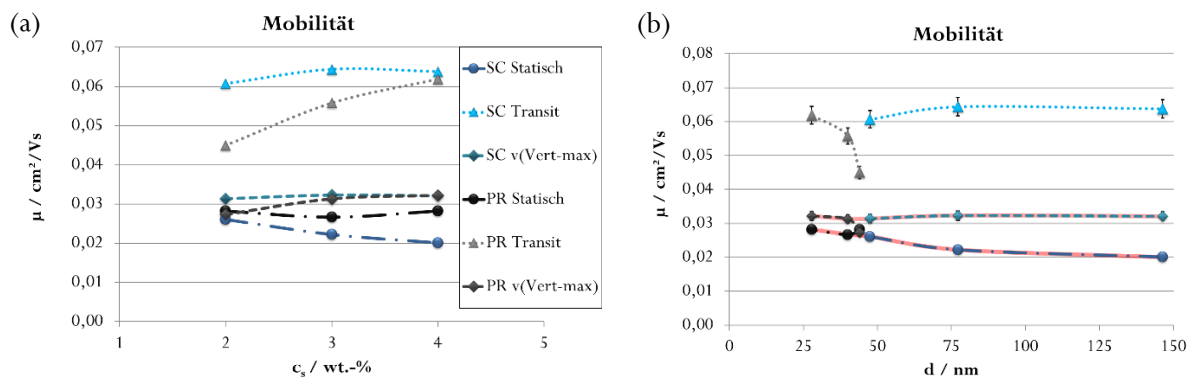 (a)
Mobilität
μ / cm²/Vs
0,07
0,06
0,05
0,04
0,03
0,02
0,01
0,00
1 2 3 4 5
c_s / wt.-%
SC Statisch
SC Transit
SC v(Vert-max)
PR Statisch
PR Transit
PR v(Vert-max)
(b)
Mobilität
μ / cm²/Vs
0,08
0,07
0,06
0,05
0,04
0,03
0,02
0,01
0,00
0 25 50 75 100 125 150
d / nm